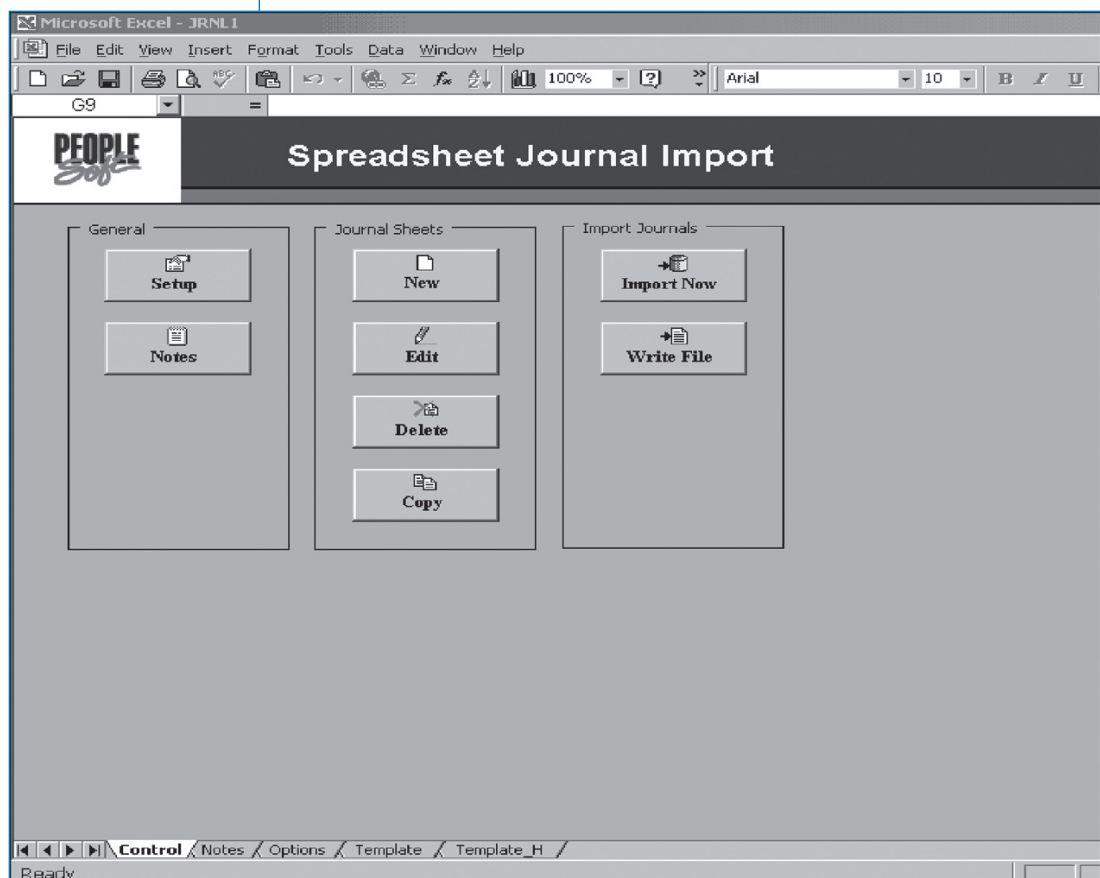 Microsoft Excel - JRNL1
File Edit View Insert Format Tools Data Window Help
ABC 100% ? » Arial 10 B I U
G9 =
PEOPLE Soft
Spreadsheet Journal Import
General
Journal Sheets
Import Journals
Setup
New
Import Now
Notes
Edit
Write File
Delete
Copy
Control Notes Options Template Template_H
Ready